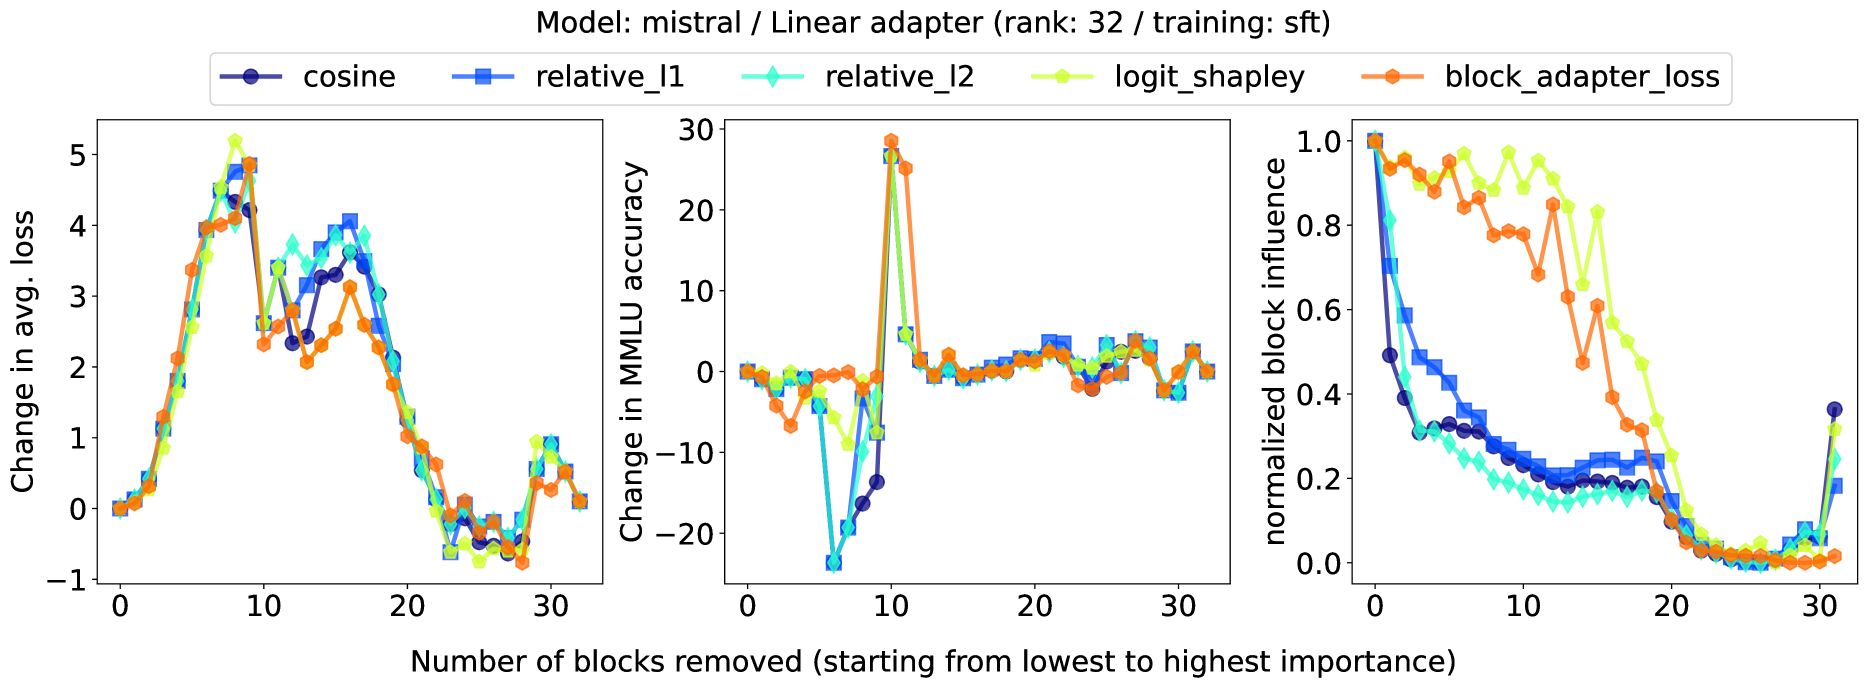 Model: mistral / Linear adapter (rank: 32 / training: sft)
cosine relative_l1 relative_l2 logit_shapley block_adapter_loss
Change in avg. loss
5
4
3
2
1
0
−1
0 10 20 30
Change in MMLU accuracy
30
20
10
0
−10
−20
0 10 20 30
normalized block influence
1.0
0.8
0.6
0.4
0.2
0.0
0 10 20 30
Number of blocks removed (starting from lowest to highest importance)